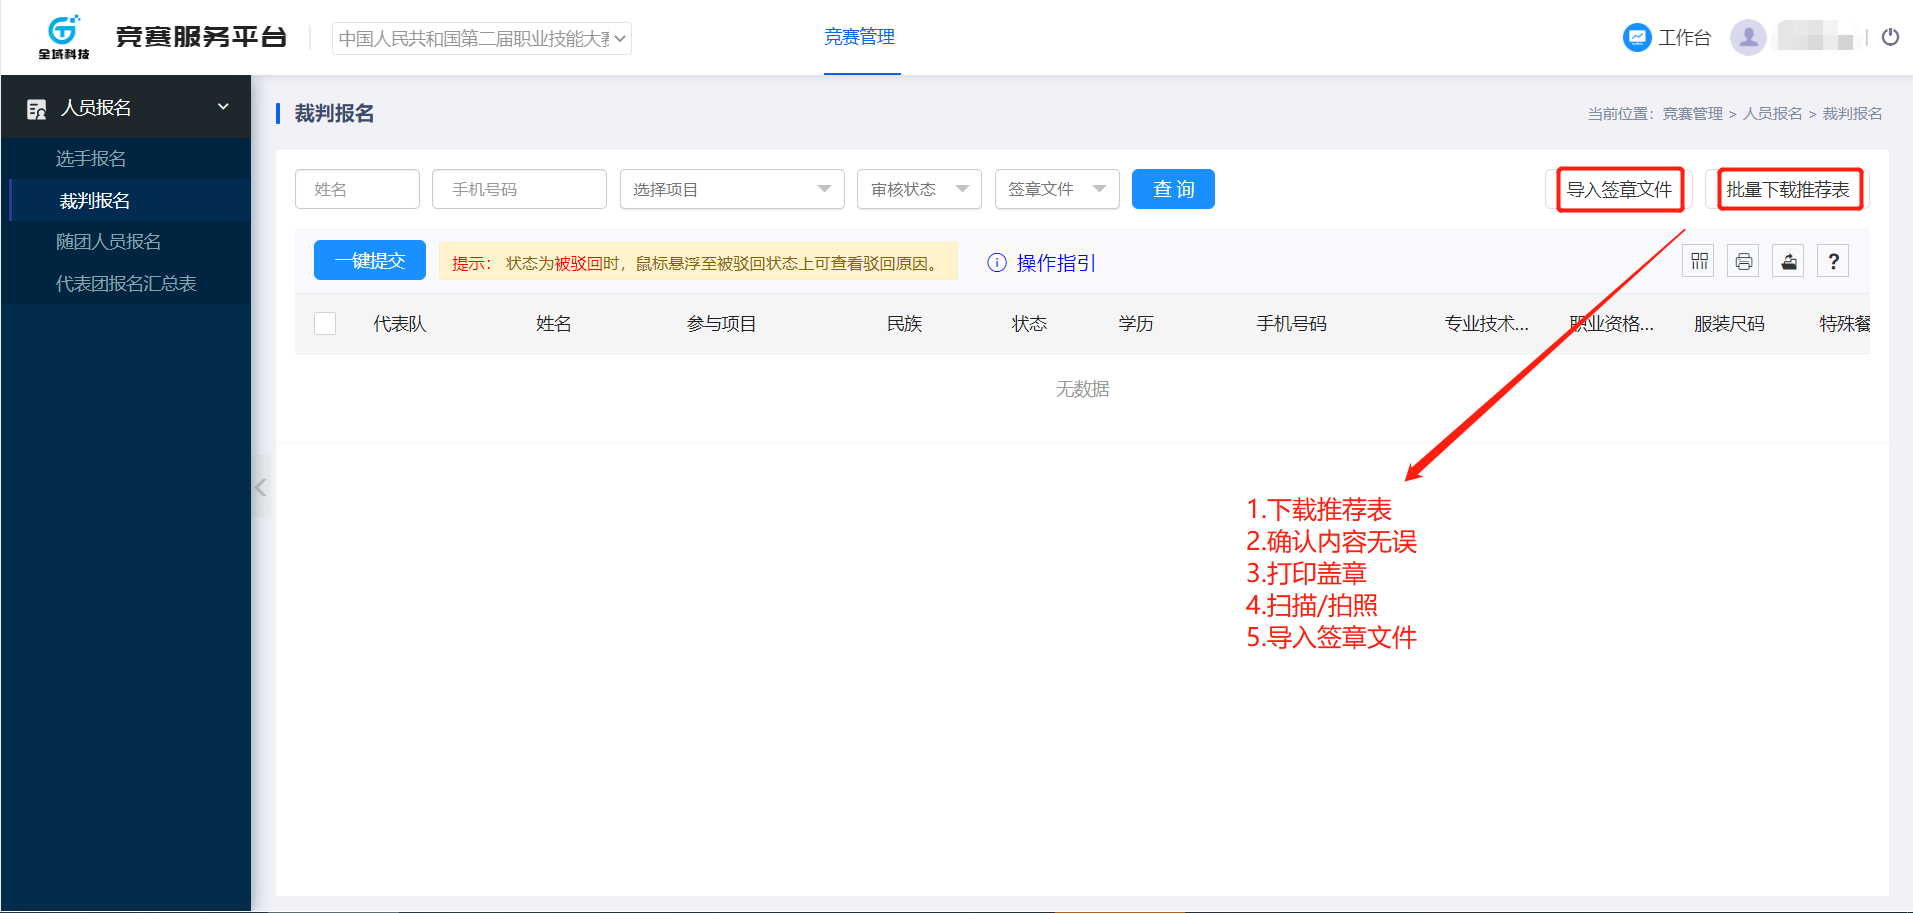 全域科技
竞赛服务平台
中国人民共和国第二届职业技能大
竞赛管理
工作台
人员报名
选手报名
裁判报名
随团人员报名
代表团报名汇总表
裁判报名
当前位置：竞赛管理 > 人员报名 > 裁判报名
姓名 手机号码 选择项目 审核状态 签章文件 查询 导入签章文件 批量下载推荐表
一键提交 提示： 状态为被驳回时，鼠标悬浮至被驳回状态上可查看驳回原因。 操作指引 ?
代表队 姓名 参与项目 民族 状态 学历 手机号码 专业技术... 职业资格... 服装尺码 特殊餐
无数据
1.下载推荐表
2.确认内容无误
3.打印盖章
4.扫描/拍照
5.导入签章文件